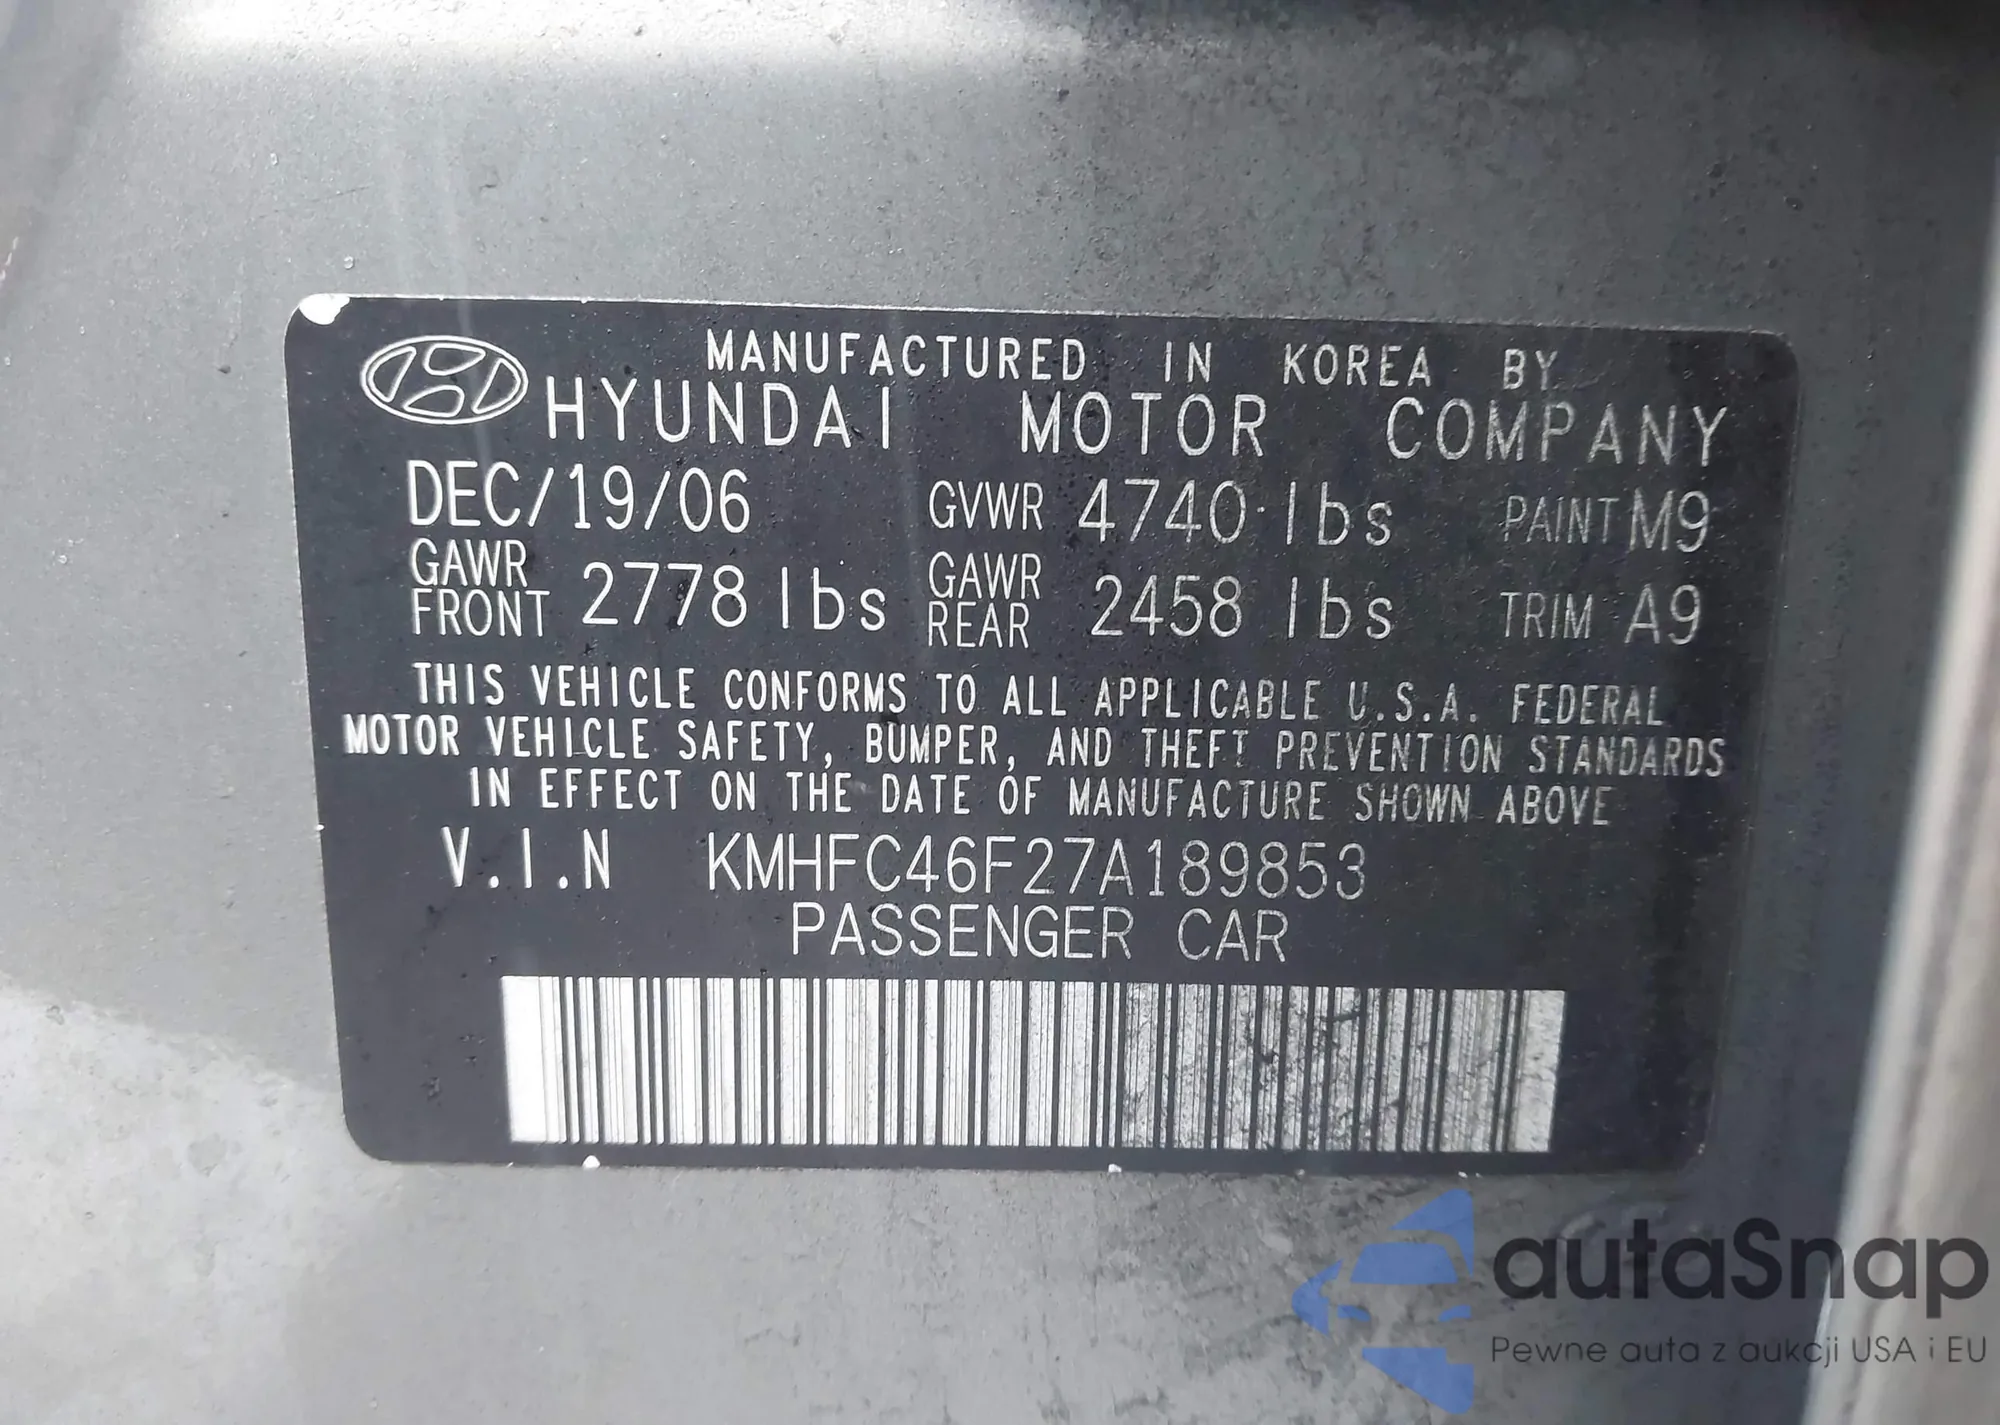 MANUFACTURED IN KOREA BY
HYUNDAI MOTOR COMPANY
DEC/19/06 GVWR 4740 lbs PAINT M9
GAWR FRONT 2778 lbs GAWR REAR 2458 lbs TRIM A9
THIS VEHICLE CONFORMS TO ALL APPLICABLE U.S.A. FEDERAL
MOTOR VEHICLE SAFETY, BUMPER, AND THEFT PREVENTION STANDARDS
IN EFFECT ON THE DATE OF MANUFACTURE SHOWN ABOVE
V.I.N KMHFC46F27A189853
PASSENGER CAR
autaSnap
Pewne auta z aukcji USA i EU